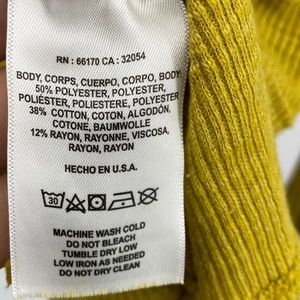 RN : 66170 CA : 32054
BODY, CORPS, CUERPO, CORPO, BODY:
50% POLYESTER, POLYESTER,
POLIÉSTER, POLIESTERE, POLYESTER
38% COTTON, COTON, ALGODÓN,
COTONE, BAUMWOLLE
12% RAYON, RAYONNE, VISCOSA,
RAYON, RAYON
HECHO EN U.S.A.
30
MACHINE WASH COLD
DO NOT BLEACH
TUMBLE DRY LOW
LOW IRON AS NEEDED
DO NOT DRY CLEAN